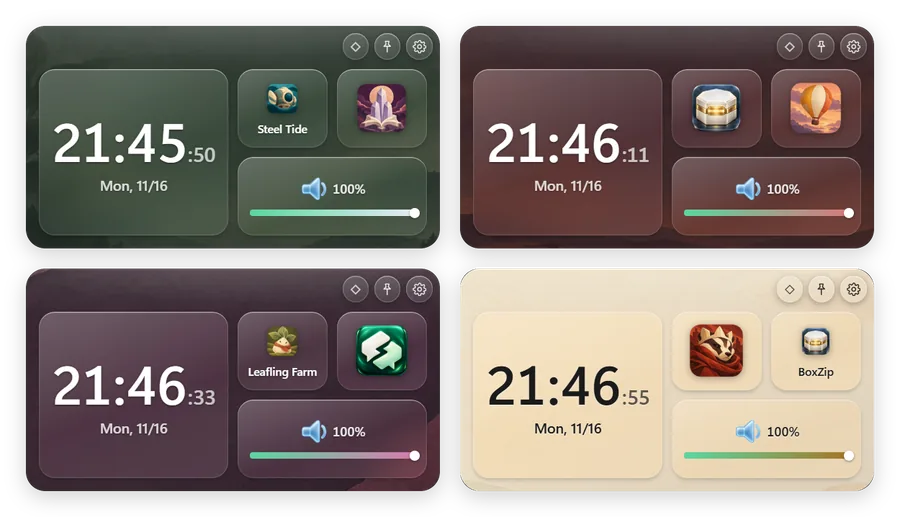 21:45:50
Mon, 11/16
Steel Tide
100%
21:46:11
Mon, 11/16
100%
21:46:33
Mon, 11/16
Leafling Farm
100%
21:46:55
Mon, 11/16
BoxZip
100%